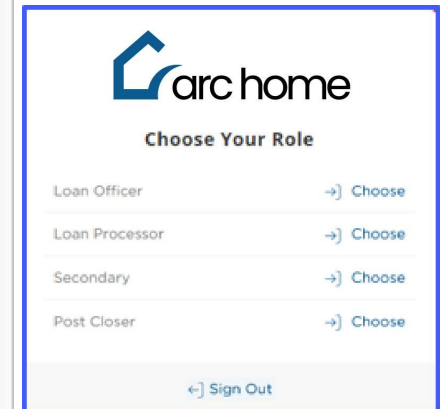 arc home
Choose Your Role
Loan Officer Choose
Loan Processor Choose
Secondary Choose
Post Closer Choose
Sign Out